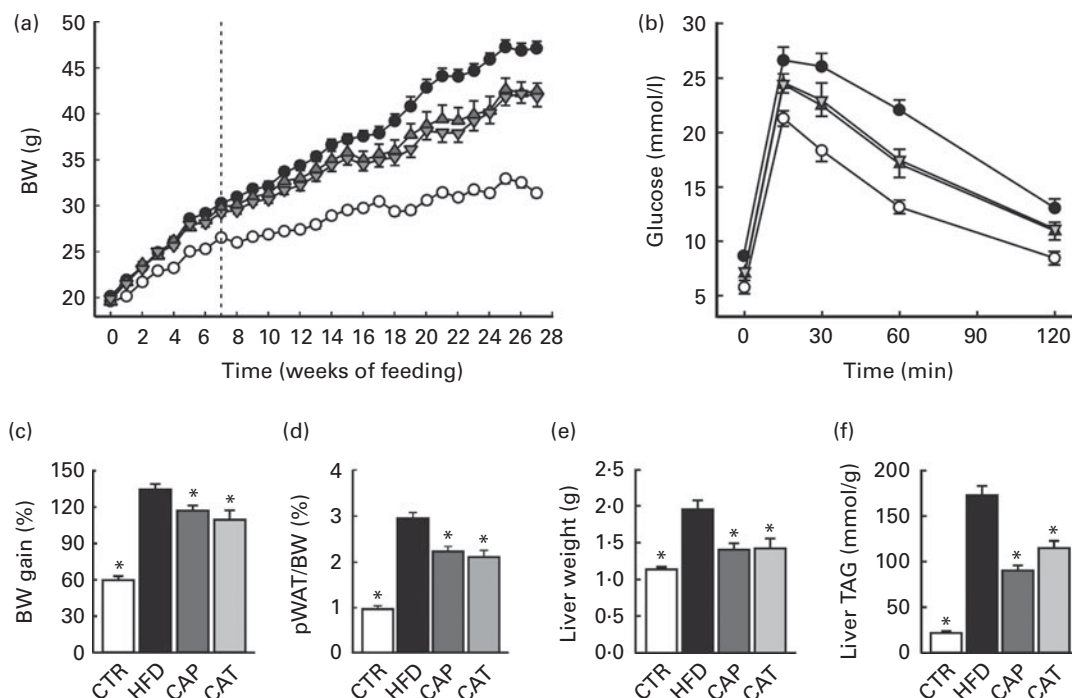 (a)
50
45
40
35
30
25
20
BW (g)
0 2 4 6 8 10 12 14 16 18 20 22 24 26 28
Time (weeks of feeding)
(b)
30
25
20
15
10
5
Glucose (mmol/l)
0 30 60 90 120
Time (min)
(c)
150
120
90
60
30
0
BW gain (%)
* * *
CTR HFD CAP CAT
(d)
4
3
2
1
0
pWAT/BW (%)
* * *
CTR HFD CAP CAT
(e)
2·5
2·0
1·5
1·0
0·5
0·0
Liver weight (g)
* * *
CTR HFD CAP CAT
(f)
200
150
100
50
0
Liver TAG (mmol/g)
* * *
CTR HFD CAP CAT